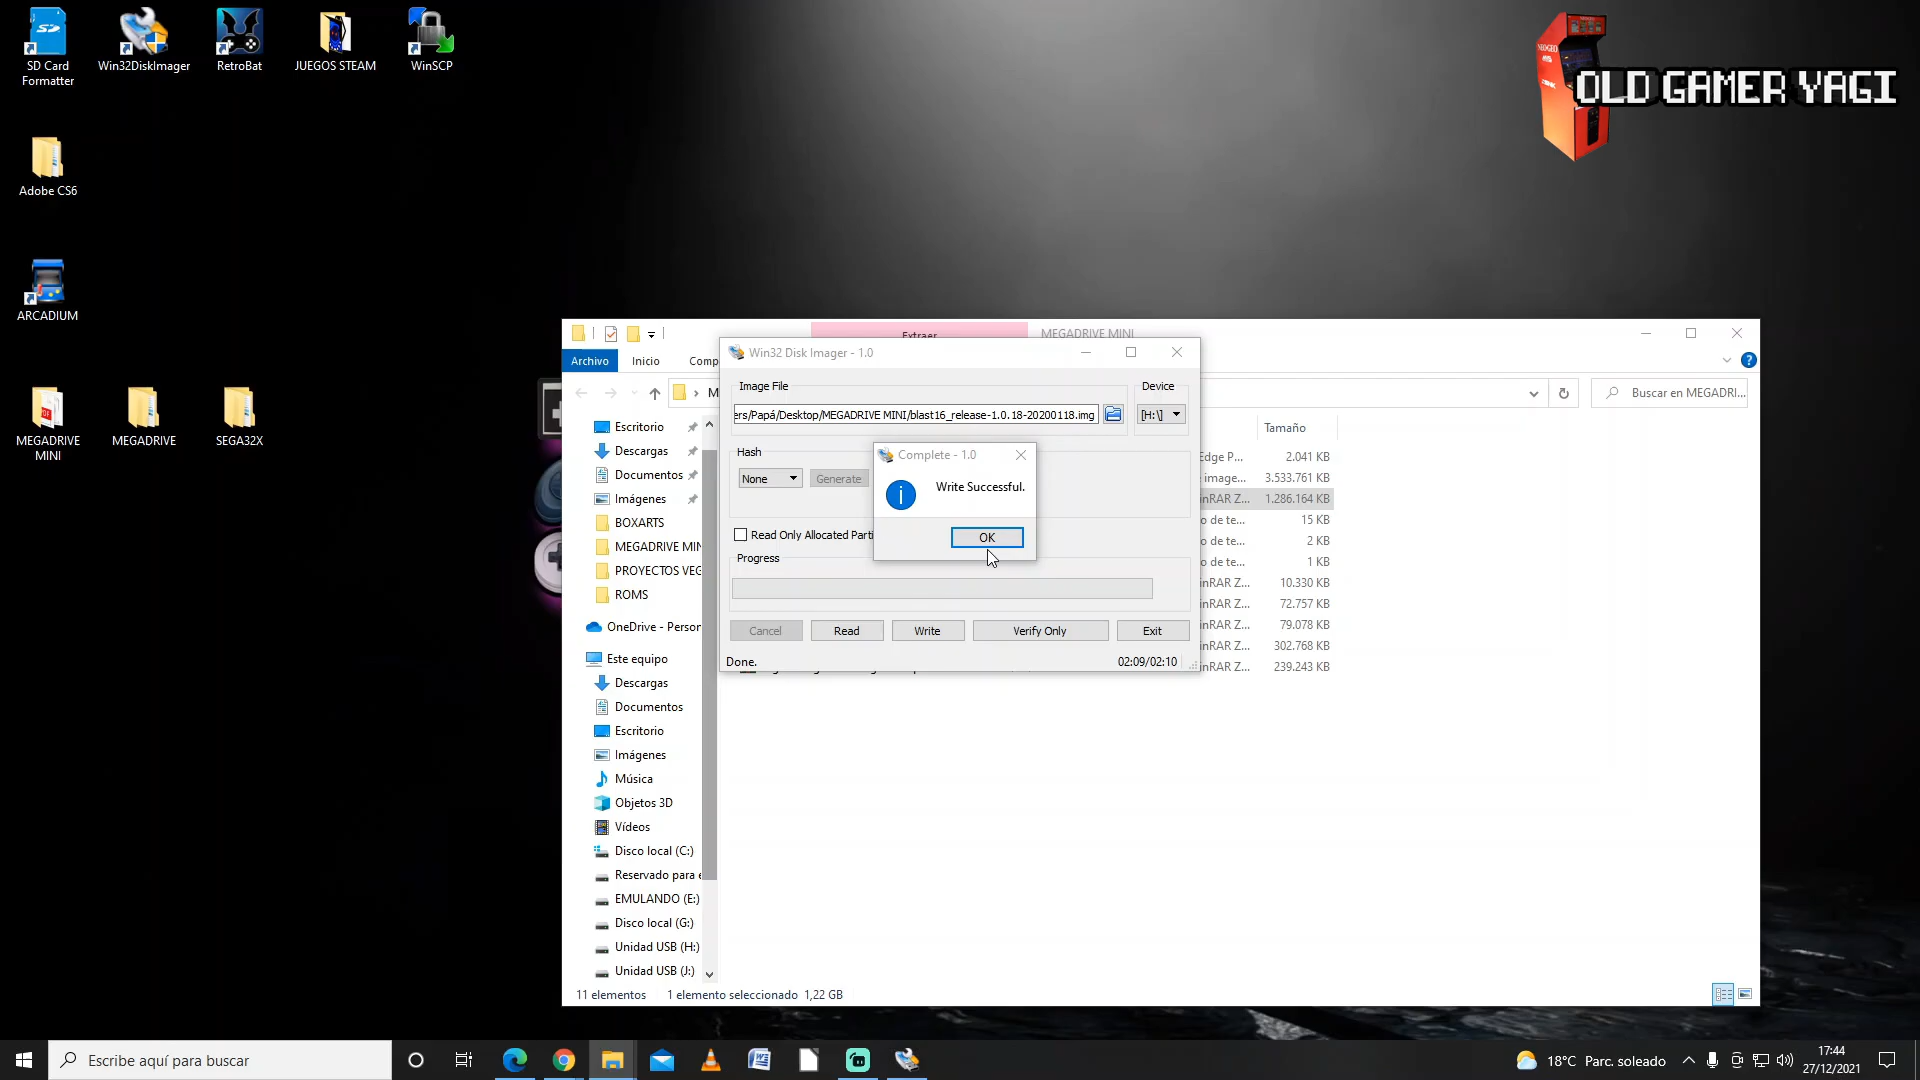 SD Card
Formatter
Win32DiskImager
RetroBat
JUEGOS STEAM
WinSCP
Adobe CS6
ARCADIUM
MEGADRIVE
MINI
MEGADRIVE
SEGA32X
OLD GAMER YAGI
Extraer
MEGADRIVE MINI
Archivo
Inicio
Comp
M
Buscar en MEGADRI...
Escritorio
Descargas
Documentos
Imágenes
BOXARTS
MEGADRIVE MIN
PROYECTOS VEG
ROMS
OneDrive - Person
Este equipo
Descargas
Documentos
Escritorio
Imágenes
Música
Objetos 3D
Vídeos
Disco local (C:)
Reservado para e
EMULANDO (E:)
Disco local (G:)
Unidad USB (H:)
Unidad USB (J:)
Tamaño
Edge P... 2.041 KB
image... 3.533.761 KB
inRAR Z... 1.286.164 KB
o de te... 15 KB
o de te... 2 KB
o de te... 1 KB
inRAR Z... 10.330 KB
inRAR Z... 72.757 KB
inRAR Z... 79.078 KB
inRAR Z... 302.768 KB
inRAR Z... 239.243 KB
Win32 Disk Imager - 1.0
Image File
Device
ers/Papá/Desktop/MEGADRIVE MINI/blast16_release-1.0.18-20200118.img
[H:\]
Hash
None
Generate
Read Only Allocated Parti
Progress
Cancel
Read
Write
Verify Only
Exit
Done.
02:09/02:10
Complete - 1.0
Write Successful.
OK
11 elementos
1 elemento seleccionado 1,22 GB
Escribe aquí para buscar
18°C Parc. soleado
17:44
27/12/2021